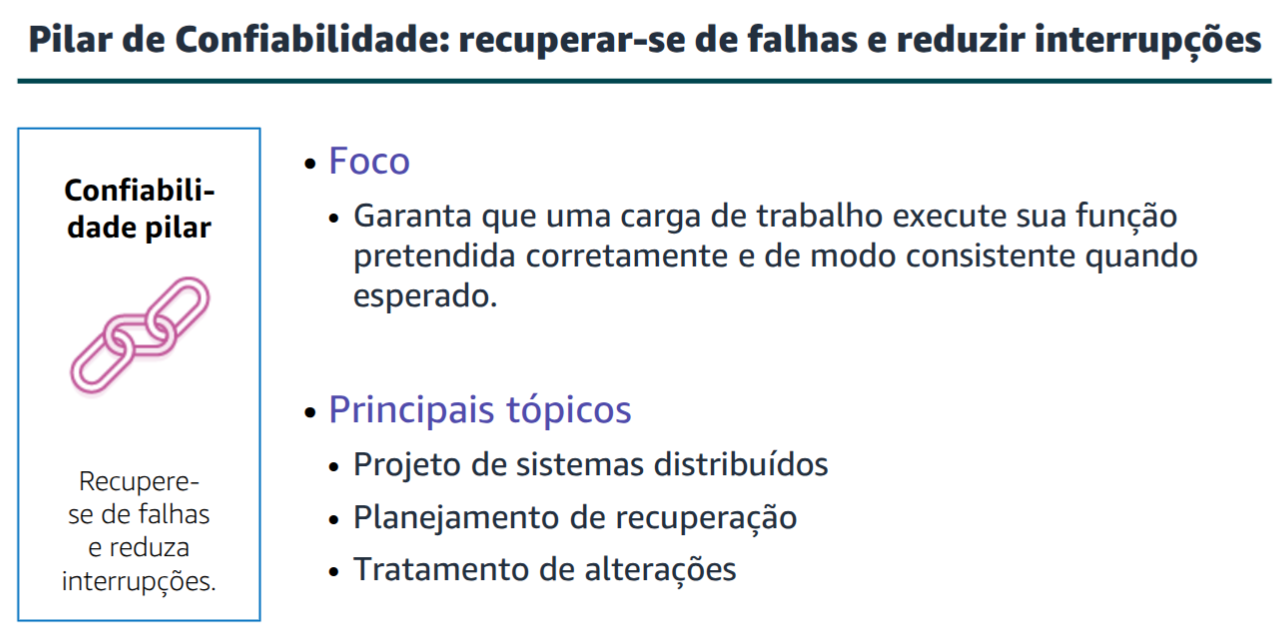 Pilar de Confiabilidade: recuperar-se de falhas e reduzir interrupções
Confiabili-
dade pilar
Recupere-
se de falhas
e reduza
interrupções.
• Foco
• Garanta que uma carga de trabalho execute sua função
pretendida corretamente e de modo consistente quando
esperado.
• Principais tópicos
• Projeto de sistemas distribuídos
• Planejamento de recuperação
• Tratamento de alterações